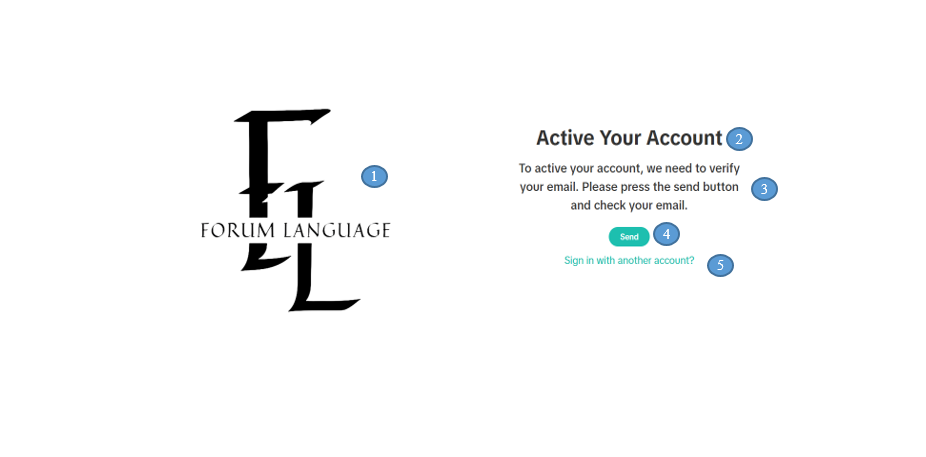 FORUM LANGUAGE
1
Active Your Account 2
To active your account, we need to verify
your email. Please press the send button 3
and check your email.
Send 4
Sign in with another account? 5